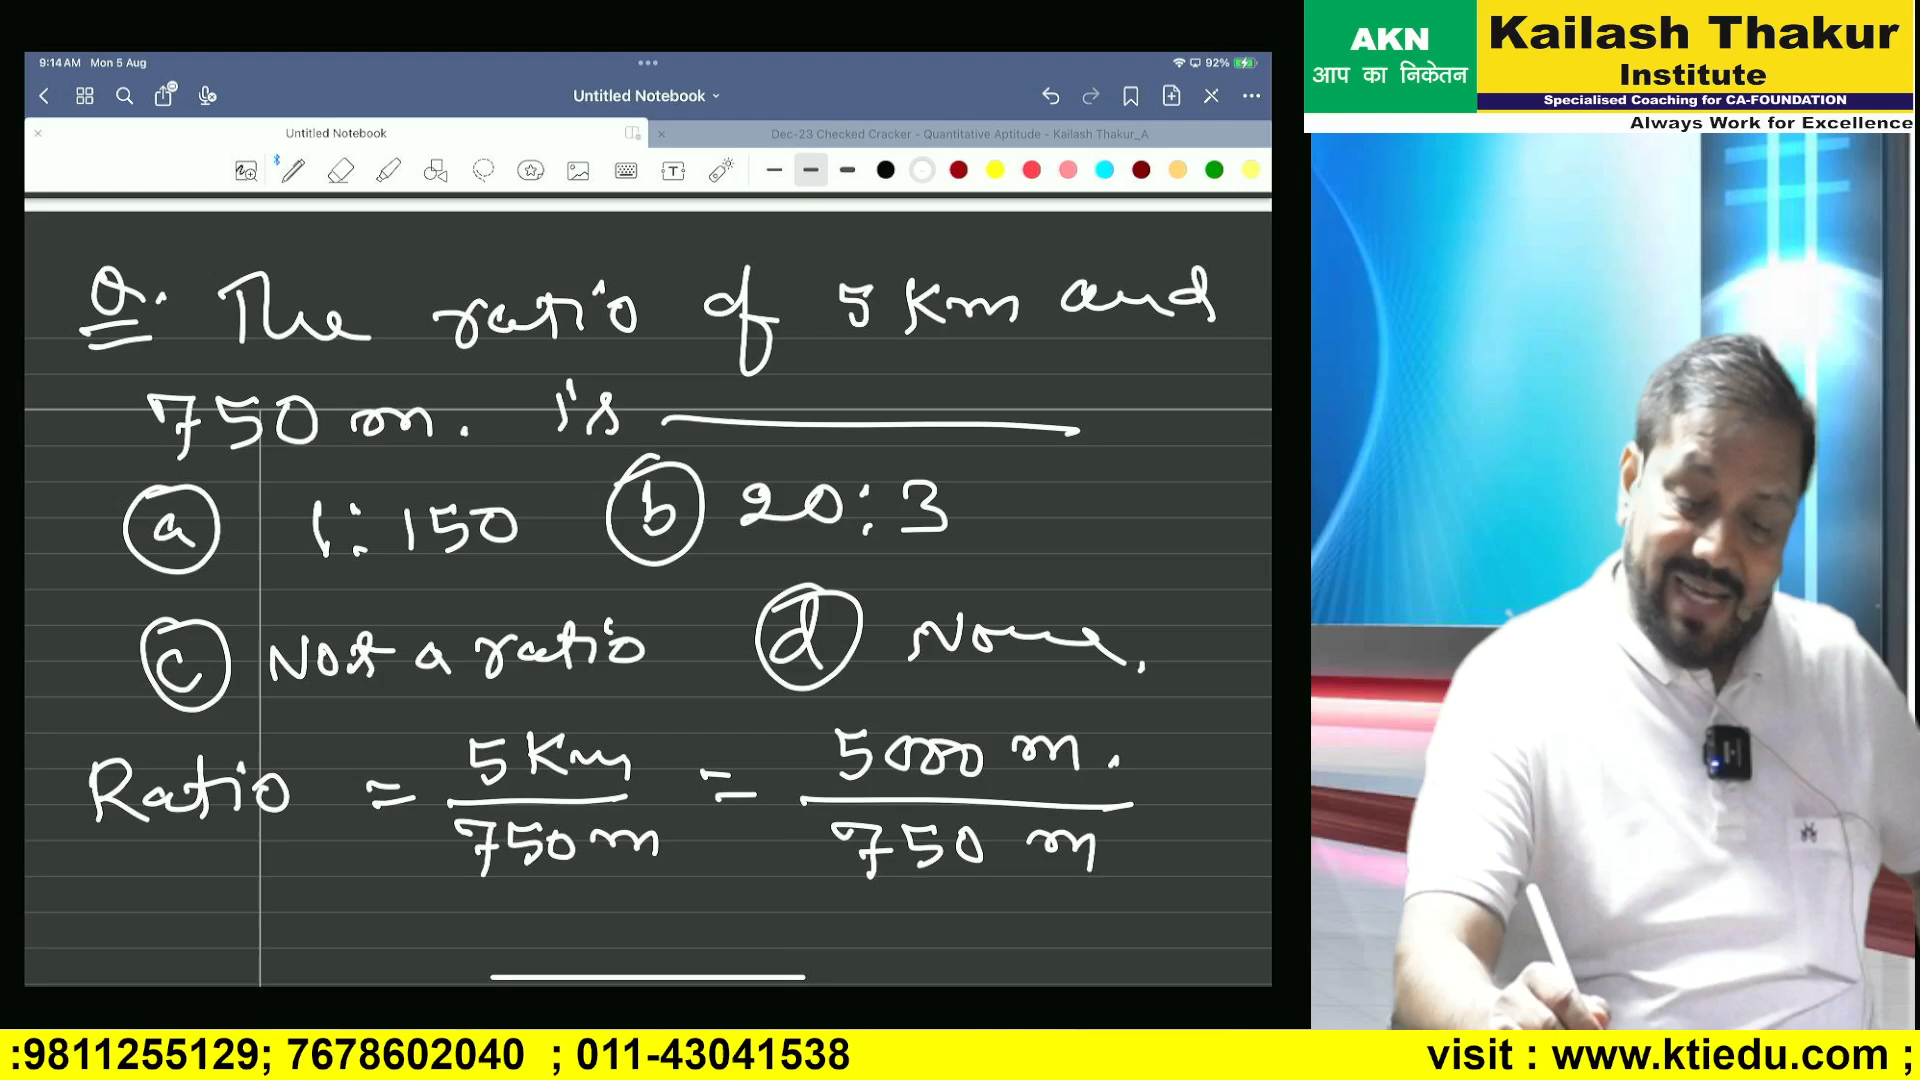 AKN
आप का निकेतन
Kailash Thakur
Institute
Specialised Coaching for CA-FOUNDATION
Always Work for Excellence
9:14 AM Mon 5 Aug
92%
Untitled Notebook
Untitled Notebook
Dec-23 Checked Cracker - Quantitative Aptitude - Kailash Thakur_A
Q. The ratio of 5 Km and
750 m. is
a 1:150 b 20:3
c Not a ratio d None.
Ratio = 5 Km / 750 m = 5000 m. / 750 m
:9811255129; 7678602040 ; 011-43041538
visit : www.ktiedu.com ;